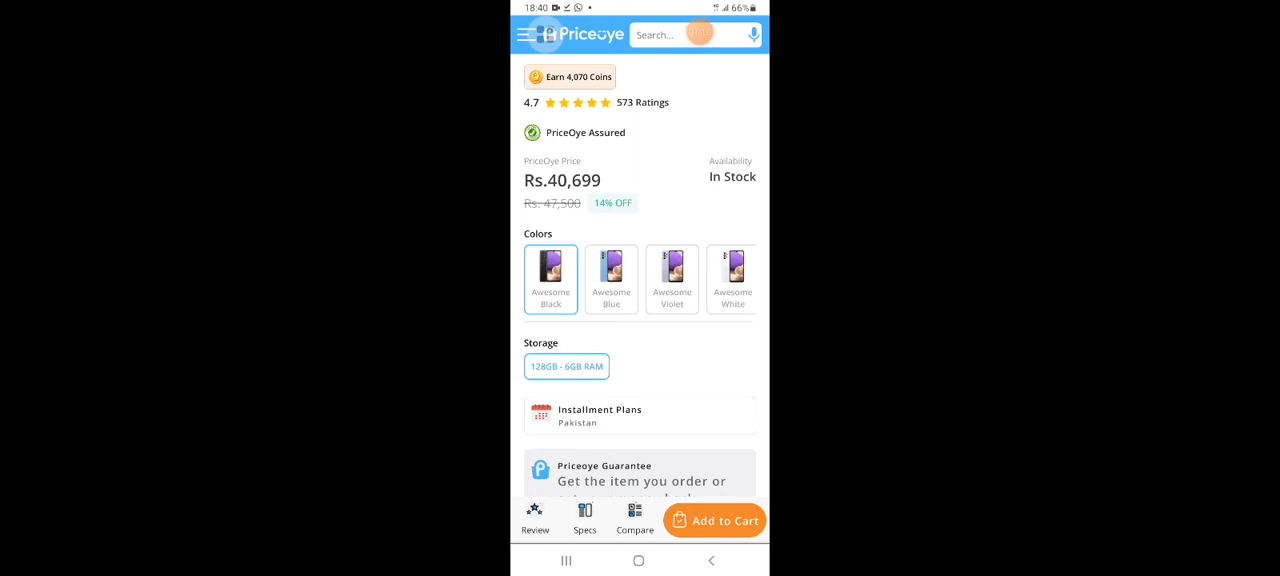 18:40 66%
Priceoye Search...
Earn 4,070 Coins
4.7 573 Ratings
PriceOye Assured
PriceOye Price Availability
Rs.40,699 In Stock
Rs. 47,500 14% OFF
Colors
Awesome Black Awesome Blue Awesome Violet Awesome White
Storage
128GB - 6GB RAM
Installment Plans
Pakistan
Priceoye Guarantee
Get the item you order or
Review Specs Compare Add to Cart